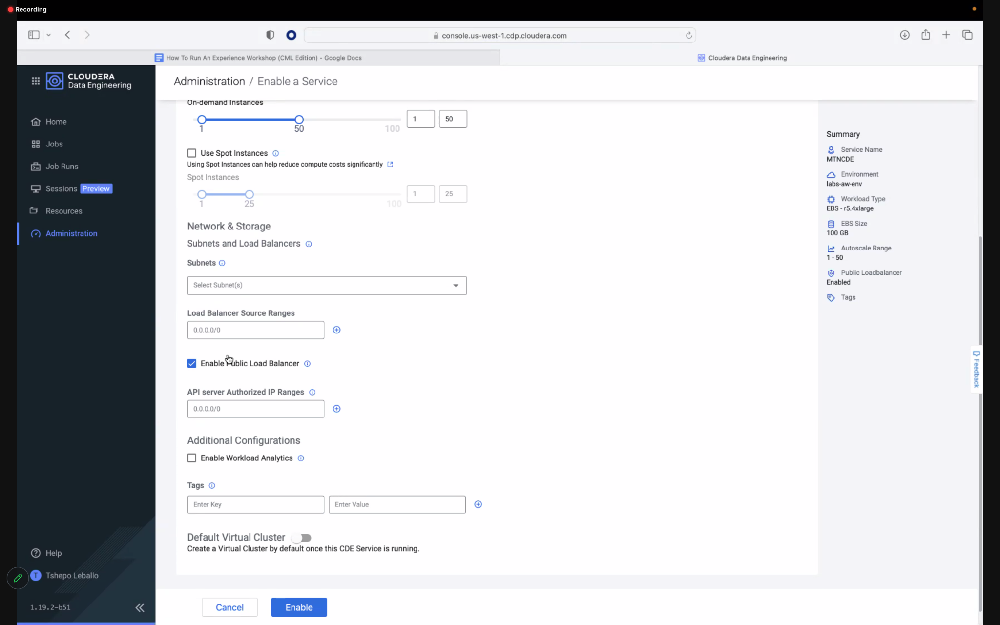 Recording
console.us-west-1.cdp.cloudera.com
How To Run An Experience Workshop (CML Edition) - Google Docs
Cloudera Data Engineering
CLOUDERA
Data Engineering
Home
Jobs
Job Runs
Sessions Preview
Resources
Administration
Help
T Tshepo Leballo
1.19.2-b51
Administration / Enable a Service
On-demand Instances
1 50 100
1 50
Use Spot Instances
Using Spot Instances can help reduce compute costs significantly
Spot Instances
1 25 100
1 25
Network & Storage
Subnets and Load Balancers
Subnets
Select Subnet(s)
Load Balancer Source Ranges
0.0.0.0/0
Enable Public Load Balancer
API server Authorized IP Ranges
0.0.0.0/0
Additional Configurations
Enable Workload Analytics
Tags
Enter Key Enter Value
Default Virtual Cluster
Create a Virtual Cluster by default once this CDE Service is running.
Cancel Enable
Summary
Service Name
MTNCDE
Environment
labs-aw-env
Workload Type
EBS - r5.4xlarge
EBS Size
100 GB
Autoscale Range
1 - 50
Public Loadbalancer
Enabled
Tags
Feedback